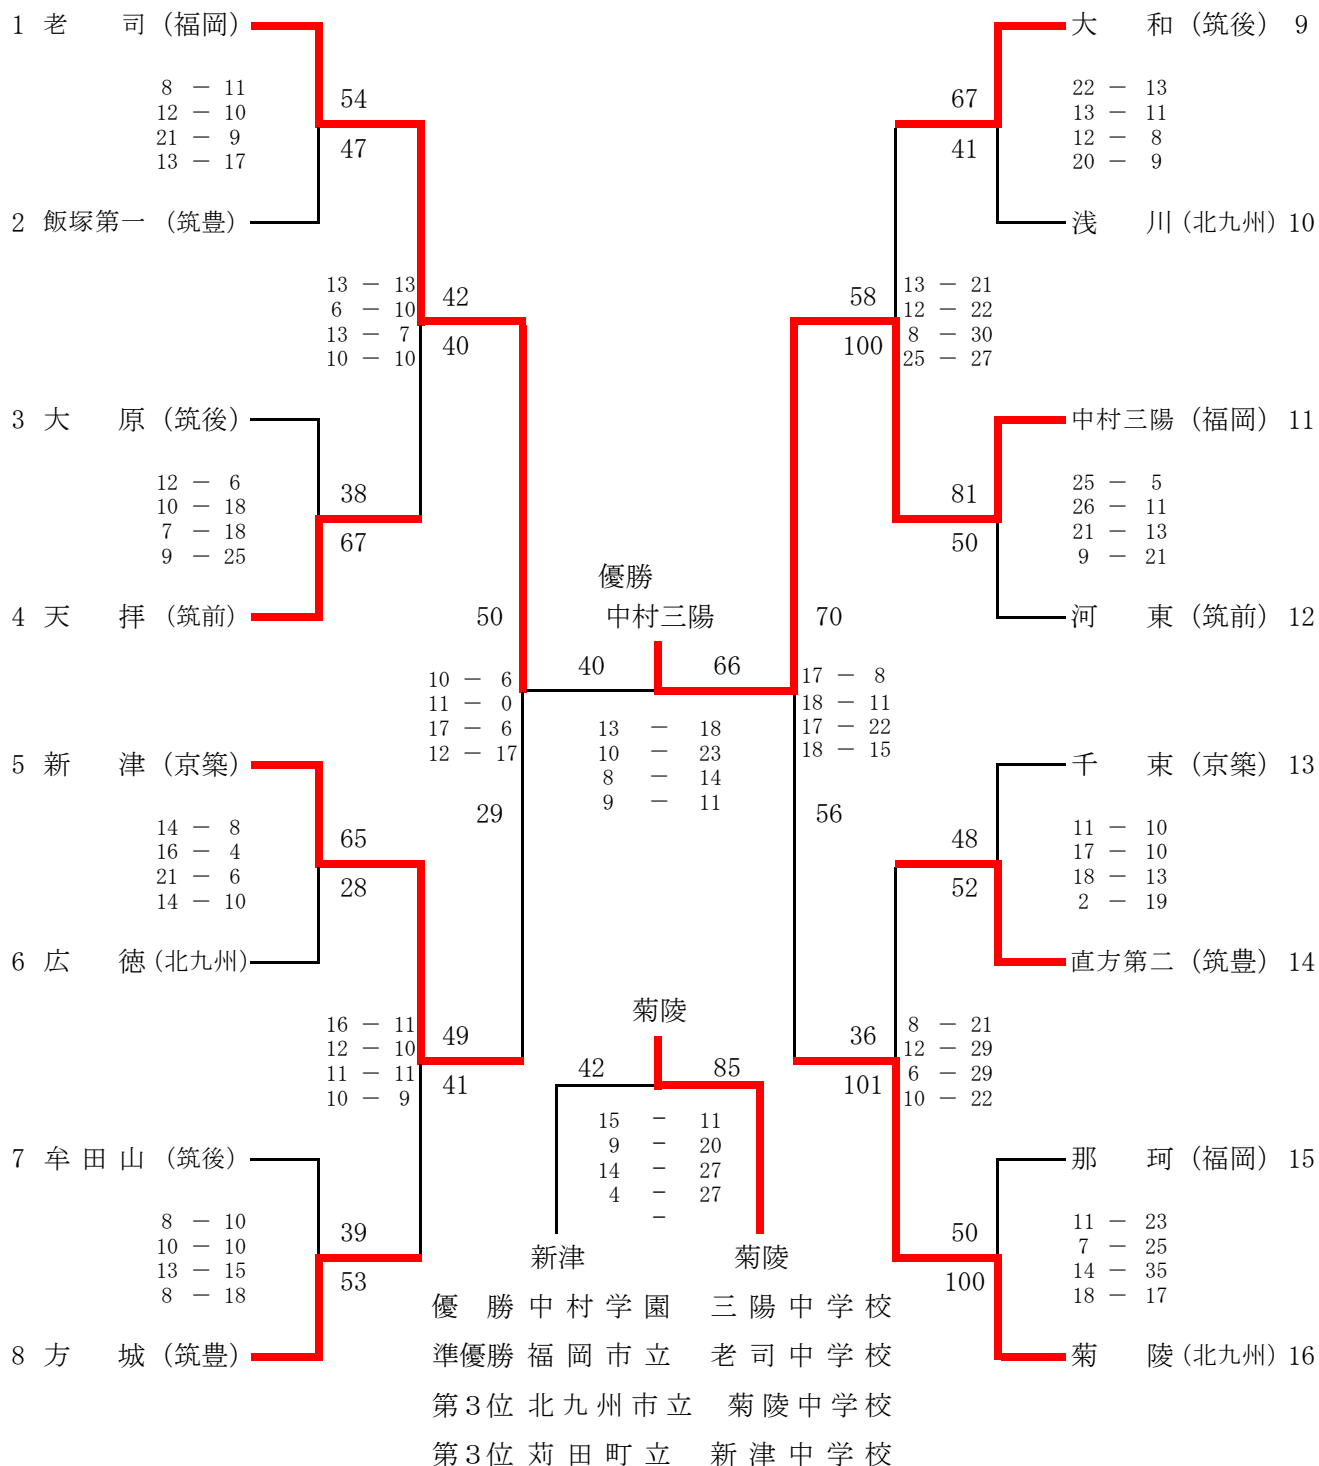 1 老 司 (福岡)
8 － 11
12 － 10
21 － 9
13 － 17
54
47
2 飯塚第一 (筑豊)
13 － 13
6 － 10
13 － 7
10 － 10
42
40
3 大 原 (筑後)
12 － 6
10 － 18
7 － 18
9 － 25
38
67
4 天 拝 (筑前)
50
10 － 6
11 － 0
17 － 6
12 － 17
29
5 新 津 (京築)
14 － 8
16 － 4
21 － 6
14 － 10
65
28
6 広 徳 (北九州)
16 － 11
12 － 10
11 － 11
10 － 9
49
41
7 牟 田 山 (筑後)
8 － 10
10 － 10
13 － 15
8 － 18
39
53
8 方 城 (筑豊)
優勝
中村三陽
40 66
13 － 18
10 － 23
8 － 14
9 － 11
大 和 (筑後) 9
67
41
22 － 13
13 － 11
12 － 8
20 － 9
浅 川 (北九州) 10
58
100
13 － 21
12 － 22
8 － 30
25 － 27
中村三陽 (福岡) 11
81
50
25 － 5
26 － 11
21 － 13
9 － 21
河 東 (筑前) 12
70
17 － 8
18 － 11
17 － 22
18 － 15
56
千 束 (京築) 13
48
52
11 － 10
17 － 10
18 － 13
2 － 19
直方第二 (筑豊) 14
36
101
8 － 21
12 － 29
6 － 29
10 － 22
那 珂 (福岡) 15
50
100
11 － 23
7 － 25
14 － 35
18 － 17
菊 陵 (北九州) 16
菊陵
42 85
15 － 11
9 － 20
14 － 27
4 － 27
－
新津 菊陵
優 勝 中 村 学 園 三 陽 中 学 校
準優勝 福 岡 市 立 老 司 中 学 校
第３位 北 九 州 市 立 菊 陵 中 学 校
第３位 苅 田 町 立 新 津 中 学 校